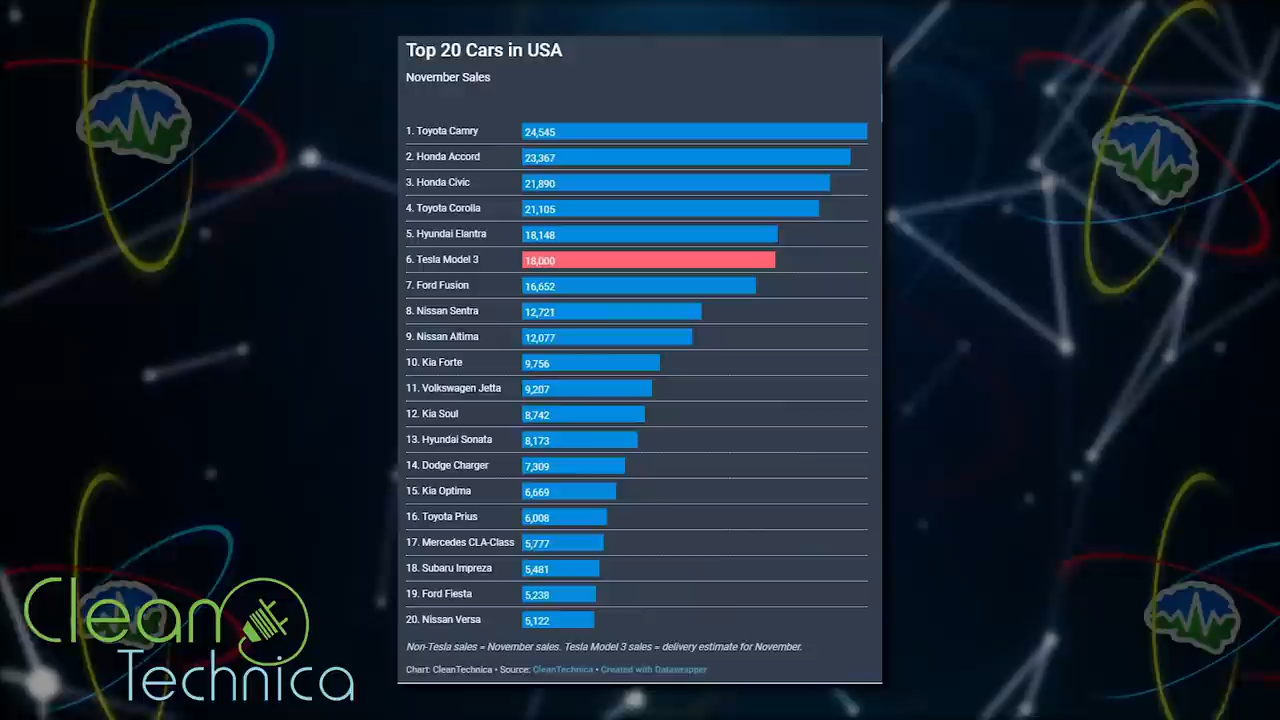 Top 20 Cars in USA
November Sales
1. Toyota Camry 24,545
2. Honda Accord 23,367
3. Honda Civic 21,890
4. Toyota Corolla 21,105
5. Hyundai Elantra 18,148
6. Tesla Model 3 18,000
7. Ford Fusion 16,652
8. Nissan Sentra 12,721
9. Nissan Altima 12,077
10. Kia Forte 9,756
11. Volkswagen Jetta 9,207
12. Kia Soul 8,742
13. Hyundai Sonata 8,173
14. Dodge Charger 7,309
15. Kia Optima 6,669
16. Toyota Prius 6,008
17. Mercedes CLA-Class 5,777
18. Subaru Impreza 5,481
19. Ford Fiesta 5,238
20. Nissan Versa 5,122
Non-Tesla sales = November sales. Tesla Model 3 sales = delivery estimate for November.
Chart: CleanTechnica • Source: CleanTechnica • Created with Datawrapper
Clean
Technica